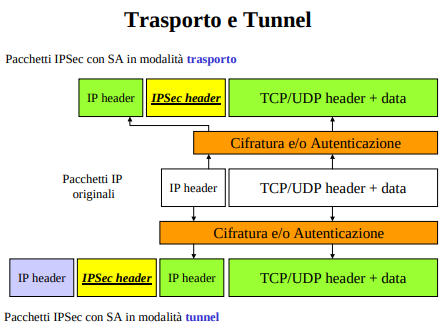 Trasporto e Tunnel
Pacchetti IPSec con SA in modalità trasporto
IP header IPSec header TCP/UDP header + data
Cifratura e/o Autenticazione
Pacchetti IP
originali
IP header TCP/UDP header + data
Cifratura e/o Autenticazione
IP header IPSec header IP header TCP/UDP header + data
Pacchetti IPSec con SA in modalità tunnel